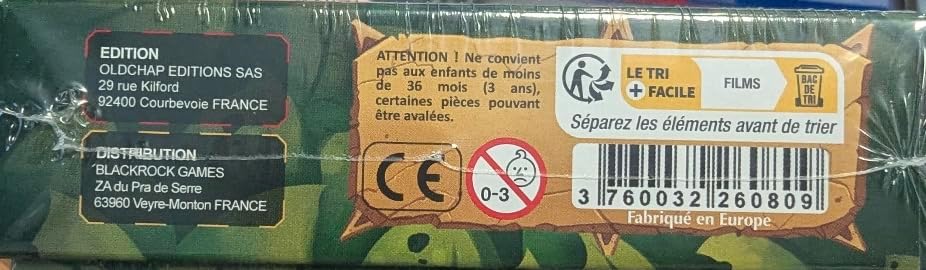 EDITION
OLDCHAP EDITIONS SAS
29 rue Kilford
92400 Courbevoie FRANCE
DISTRIBUTION
BLACKROCK GAMES
ZA du Pra de Serre
63960 Veyre-Monton FRANCE
ATTENTION ! Ne convient
pas aux enfants de moins
de 36 mois (3 ans),
certaines pièces pouvant
être avalées.
CE
0-3
LE TRI
+ FACILE
FILMS
BAC
DE
TRI
Séparez les éléments avant de trier
3 760032 260809
Fabriqué en Europe